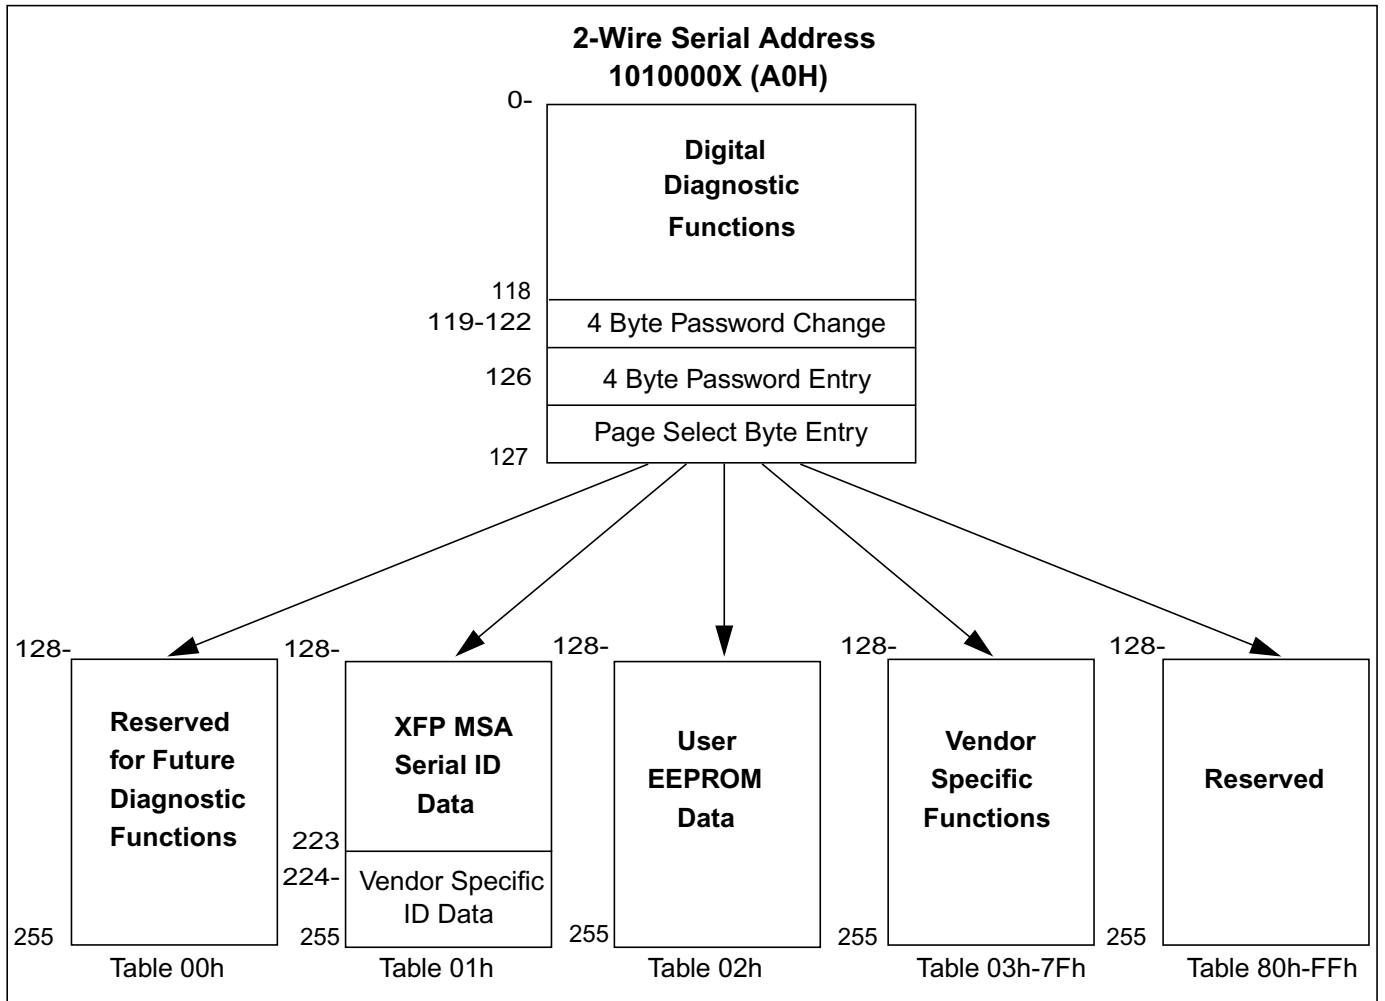 2-Wire Serial Address
1010000X (A0H)
0-
Digital
Diagnostic
Functions
118
119-122
4 Byte Password Change
126
4 Byte Password Entry
Page Select Byte Entry
127
128-
Reserved
for Future
Diagnostic
Functions
255
Table 00h
128-
XFP MSA
Serial ID
Data
223
224-
Vendor Specific
ID Data
255
Table 01h
128-
User
EEPROM
Data
255
Table 02h
128-
Vendor
Specific
Functions
255
Table 03h-7Fh
128-
Reserved
255
Table 80h-FFh